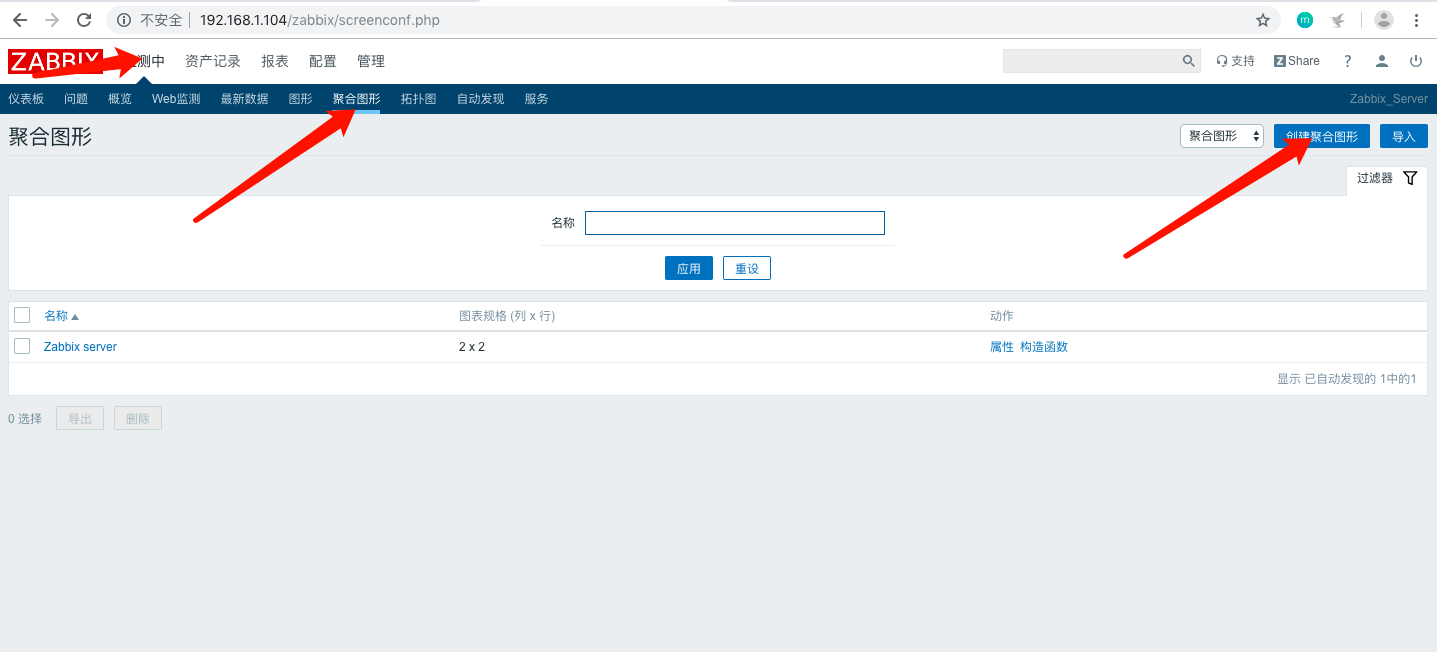 不安全 192.168.1.104/zabbix/screenconf.php
ZABBIX 测中 资产记录 报表 配置 管理 支持 Z Share ?
仪表板 问题 概览 Web监测 最新数据 图形 聚合图形 拓扑图 自动发现 服务 Zabbix_Server
聚合图形 聚合图形 创建聚合图形 导入
过滤器
名称
应用 重设
名称 图表规格 (列 x 行) 动作
Zabbix server 2 x 2 属性 构造函数
显示 已自动发现的 1中的1
0 选择 导出 删除